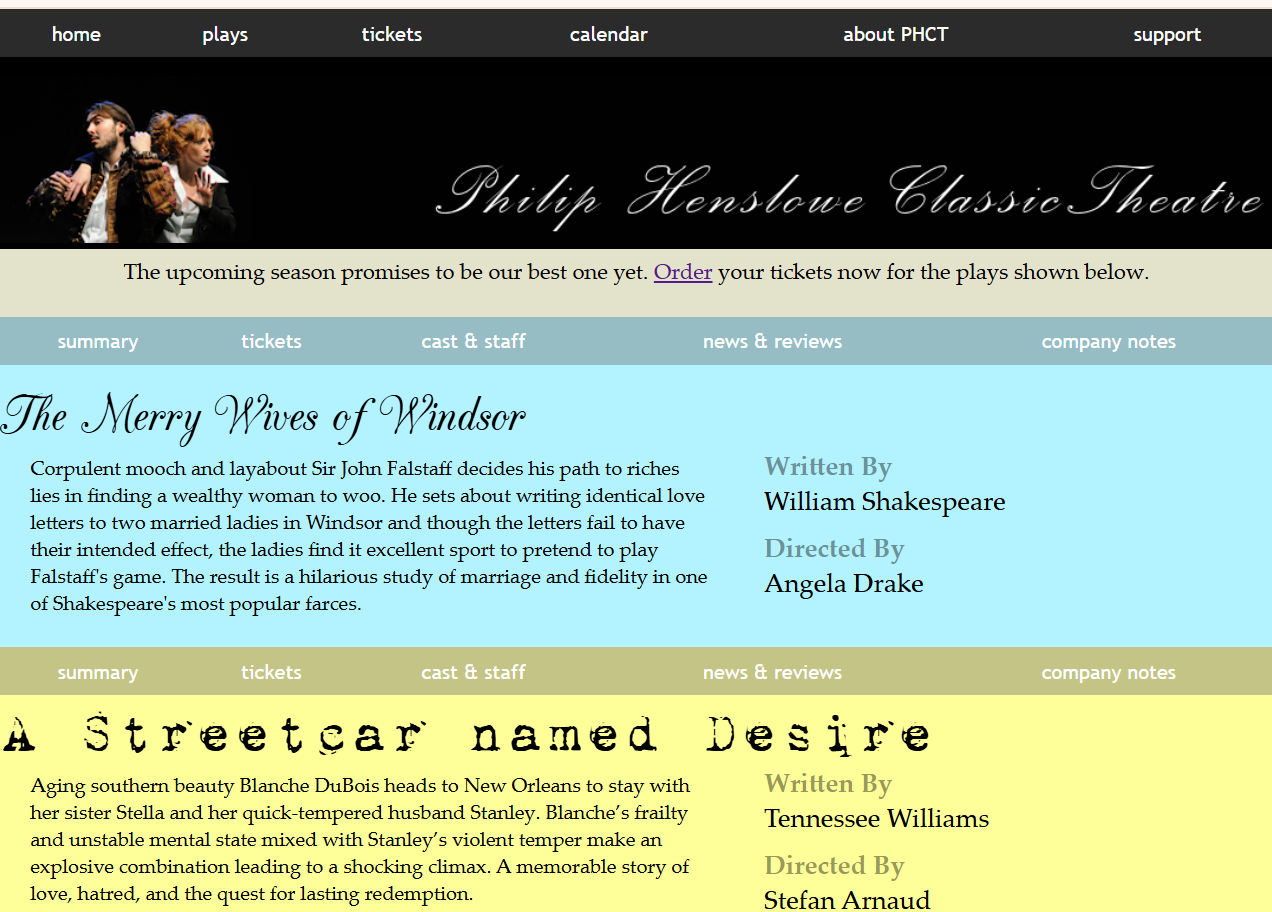 home plays tickets calendar about PHCT support
Philip Henslowe Classic Theatre
The upcoming season promises to be our best one yet. Order your tickets now for the plays shown below.
summary tickets cast & staff news & reviews company notes
The Merry Wives of Windsor
Corpulent mooch and layabout Sir John Falstaff decides his path to riches
lies in finding a wealthy woman to woo. He sets about writing identical love
letters to two married ladies in Windsor and though the letters fail to have
their intended effect, the ladies find it excellent sport to pretend to play
Falstaff's game. The result is a hilarious study of marriage and fidelity in one
of Shakespeare's most popular farces.
Written By
William Shakespeare
Directed By
Angela Drake
summary tickets cast & staff news & reviews company notes
A Streetcar named Desire
Aging southern beauty Blanche DuBois heads to New Orleans to stay with
her sister Stella and her quick-tempered husband Stanley. Blanche’s frailty
and unstable mental state mixed with Stanley’s violent temper make an
explosive combination leading to a shocking climax. A memorable story of
love, hatred, and the quest for lasting redemption.
Written By
Tennessee Williams
Directed By
Stefan Arnaud